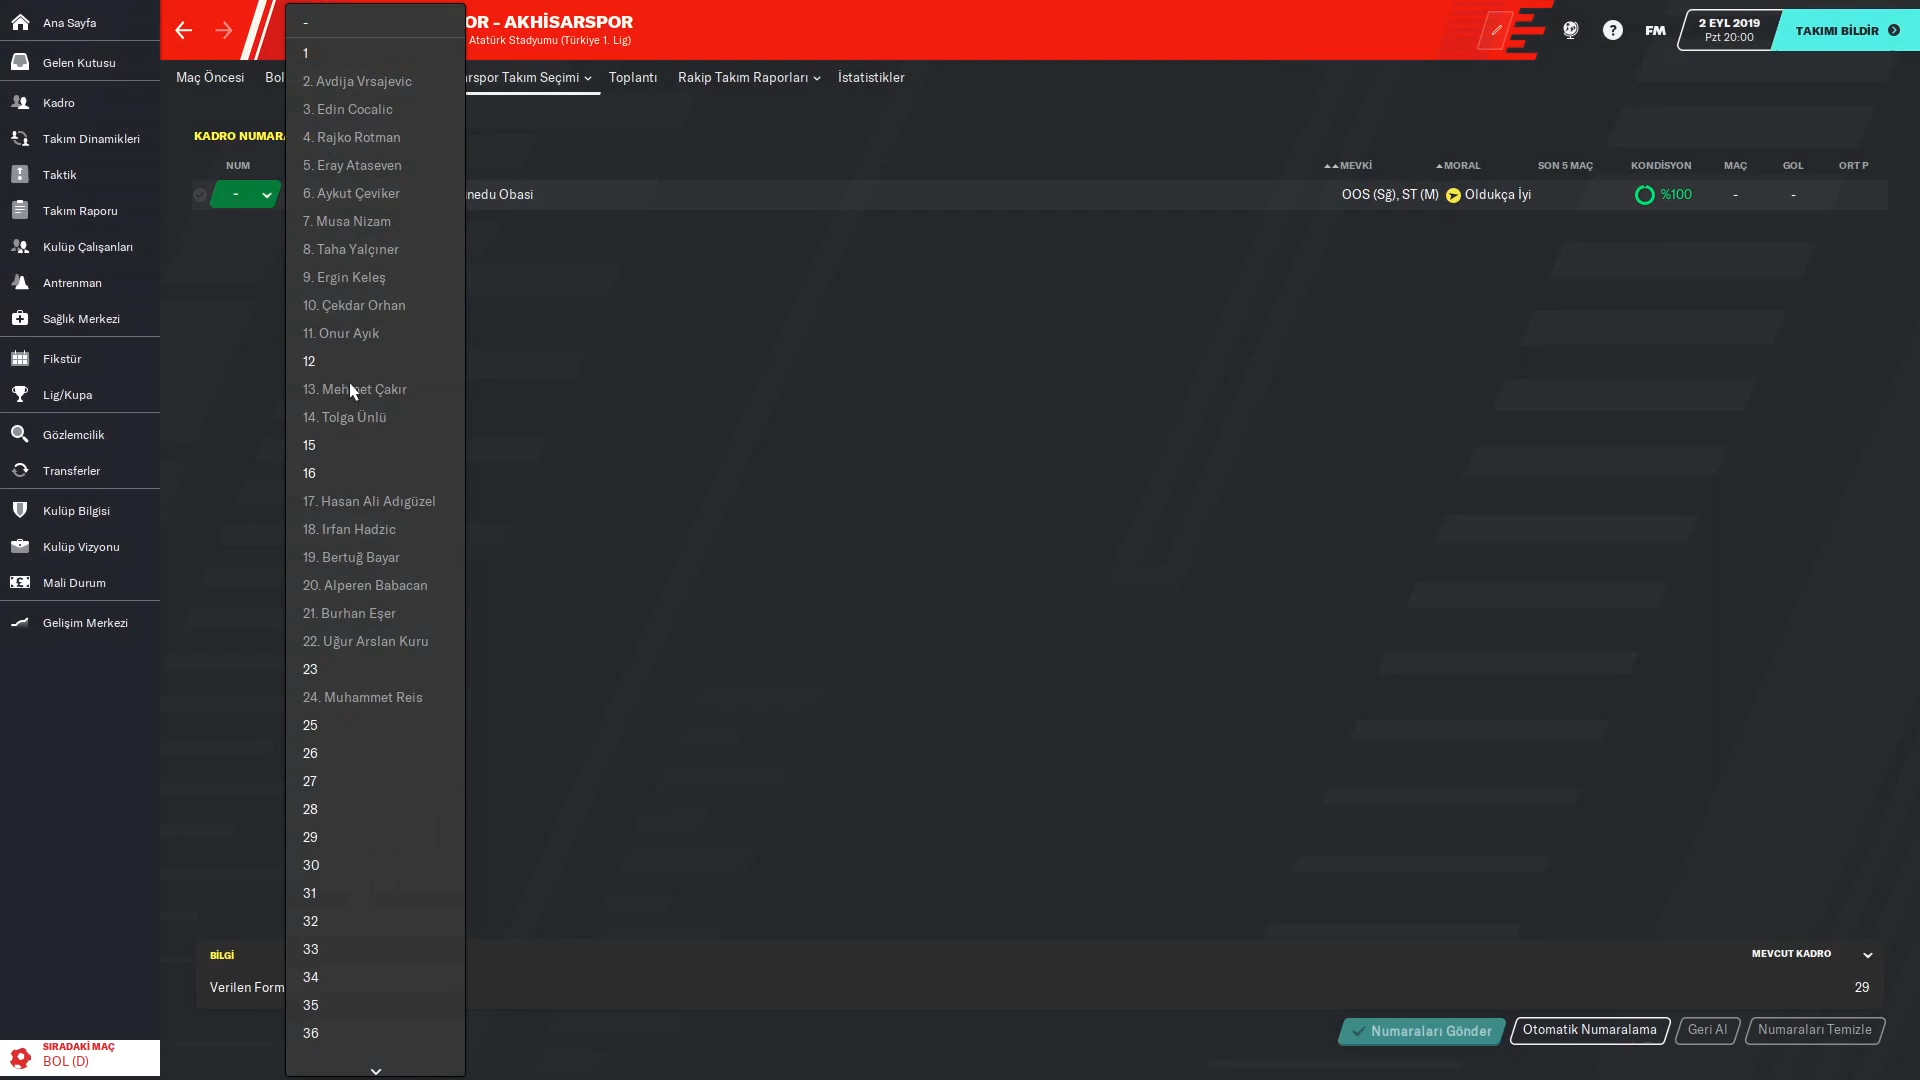 Ana Sayfa
Gelen Kutusu
Kadro
Takım Dinamikleri
Taktik
Takım Raporu
Kulüp Çalışanları
Antrenman
Sağlık Merkezi
Fikstür
Lig/Kupa
Gözlemcilik
Transferler
Kulüp Bilgisi
Kulüp Vizyonu
Mali Durum
Gelişim Merkezi
SIRADAKİ MAÇ
BOL (D)
OR - AKHİSARSPOR
Atatürk Stadyumu (Türkiye 1. Lig)
FM
2 EYL 2019
Pzt 20:00
TAKIMI BİLDİR
Maç Öncesi
Bol
arspor Takım Seçimi
Toplantı
Rakip Takım Raporları
İstatistikler
KADRO NUMARA
NUM
MEVKİ
MORAL
SON 5 MAÇ
KONDİSYON
MAÇ
GOL
ORT P
-
nedu Obasi
OOS (Sğ), ST (M)
Oldukça İyi
%100
-
-
-
1
2. Avdija Vrsajevic
3. Edin Cocalic
4. Rajko Rotman
5. Eray Ataseven
6. Aykut Çeviker
7. Musa Nizam
8. Taha Yalçıner
9. Ergin Keleş
10. Çekdar Orhan
11. Onur Ayık
12
13. Mehmet Çakır
14. Tolga Ünlü
15
16
17. Hasan Ali Adıgüzel
18. Irfan Hadzic
19. Bertuğ Bayar
20. Alperen Babacan
21. Burhan Eşer
22. Uğur Arslan Kuru
23
24. Muhammet Reis
25
26
27
28
29
30
31
32
33
34
35
36
BİLGİ
Verilen Form
MEVCUT KADRO
29
Numaraları Gönder
Otomatik Numaralama
Geri Al
Numaraları Temizle